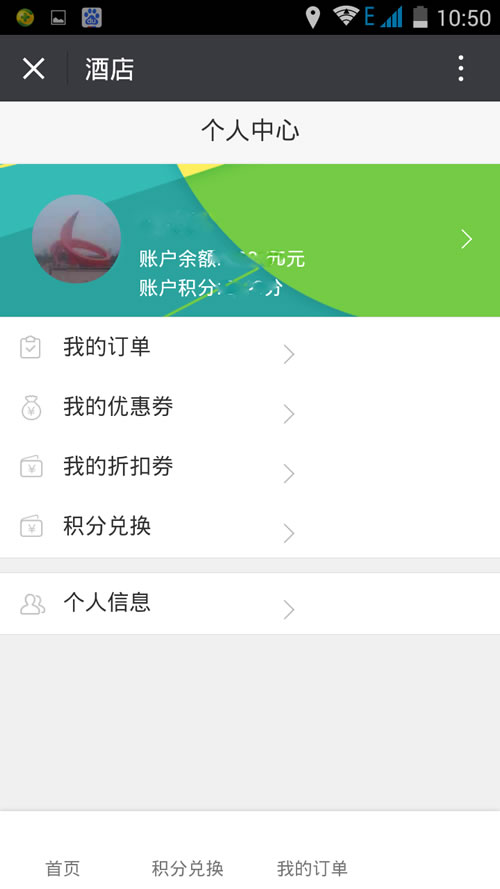 E 10:50
酒店
个人中心
账户余额: 元元
账户积分: 分
我的订单
我的优惠券
我的折扣券
积分兑换
个人信息
首页 积分兑换 我的订单